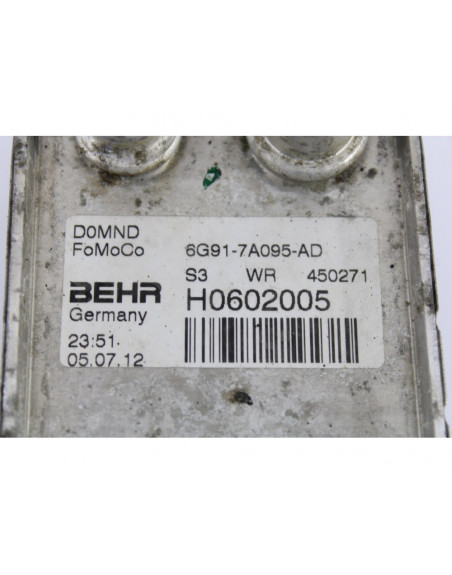 D0MND
FoMoCo 6G91-7A095-AD
S3 WR 450271
BEHR H0602005
Germany
23:51
05.07.12